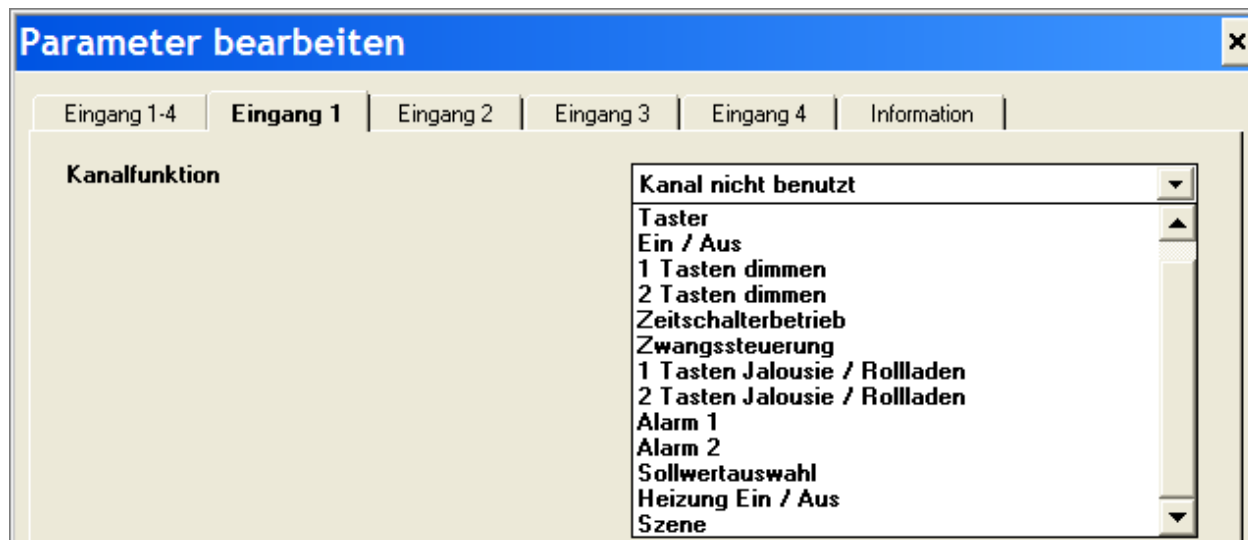 Parameter bearbeiten
Eingang 1-4 Eingang 1 Eingang 2 Eingang 3 Eingang 4 Information
Kanalfunktion
Kanal nicht benutzt
Taster
Ein / Aus
1 Tasten dimmen
2 Tasten dimmen
Zeitschalterbetrieb
Zwangssteuerung
1 Tasten Jalousie / Rollladen
2 Tasten Jalousie / Rollladen
Alarm 1
Alarm 2
Sollwertauswahl
Heizung Ein / Aus
Szene